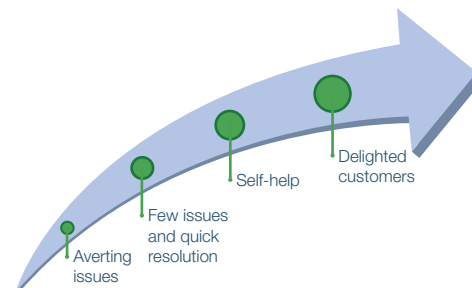 Averting
issues
Few issues
and quick
resolution
Self-help
Delighted
customers